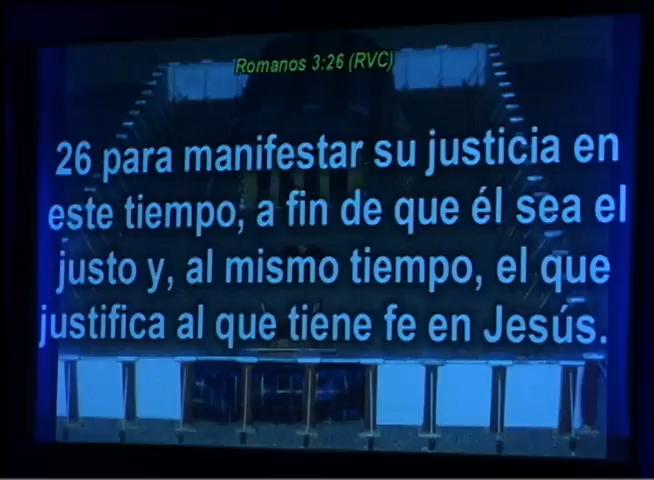 Romanos 3:26 (RVC)
26 para manifestar su justicia en
este tiempo, a fin de que él sea el
justo y, al mismo tiempo, el que
justifica al que tiene fe en Jesús.